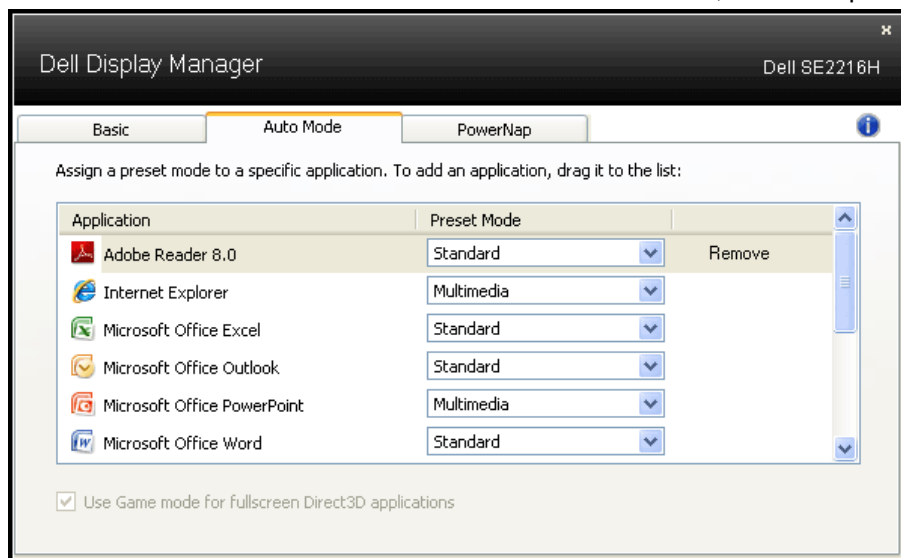 Dell Display Manager
Dell SE2216H
Basic
Auto Mode
PowerNap
Assign a preset mode to a specific application. To add an application, drag it to the list:
Application Preset Mode
Adobe Reader 8.0 Standard Remove
Internet Explorer Multimedia
Microsoft Office Excel Standard
Microsoft Office Outlook Standard
Microsoft Office PowerPoint Multimedia
Microsoft Office Word Standard
Use Game mode for fullscreen Direct3D applications